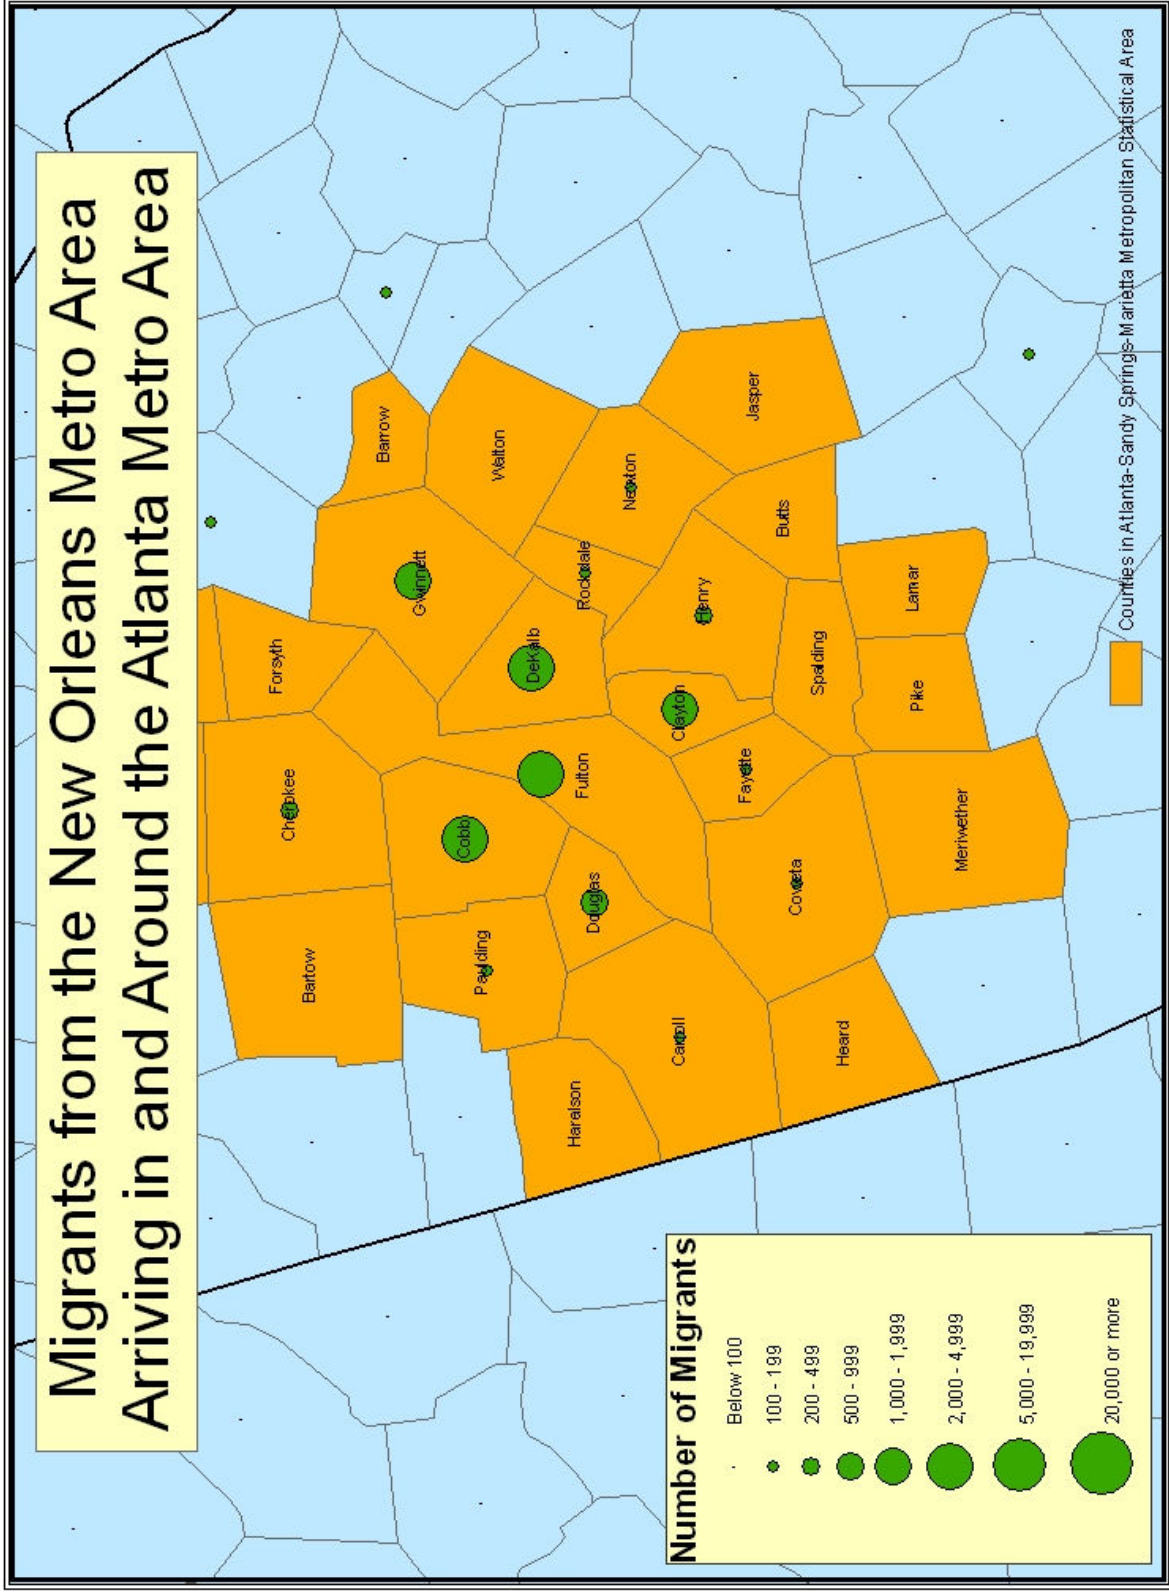 Migrants from the New Orleans Metro Area
Arriving in and Around the Atlanta Metro Area
Bartow
Cherokee
Forsyth
Barrow
Gwinnett
Walton
Paulding
Cobb
DeKalb
Haralson
Douglas
Fulton
Rockdale
Newton
Carroll
Clayton
Henry
Jasper
Fayette
Butts
Coweta
Spalding
Heard
Meriwether
Pike
Lamar
Number of Migrants
Below 100
100 - 199
200 - 499
500 - 999
1,000 - 1,999
2,000 - 4,999
5,000 - 19,999
20,000 or more
Counties in Atlanta-Sandy Springs-Marietta Metropolitan Statistical Area